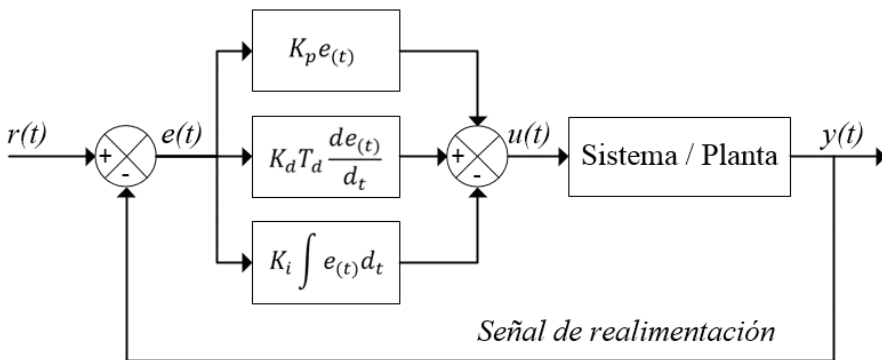 K_p e_(t)
r(t)
+
-
e(t)
K_d T_d de_(t)/d_t
+
-
u(t)
Sistema / Planta
y(t)
K_i ∫ e_(t) d_t
Señal de realimentación